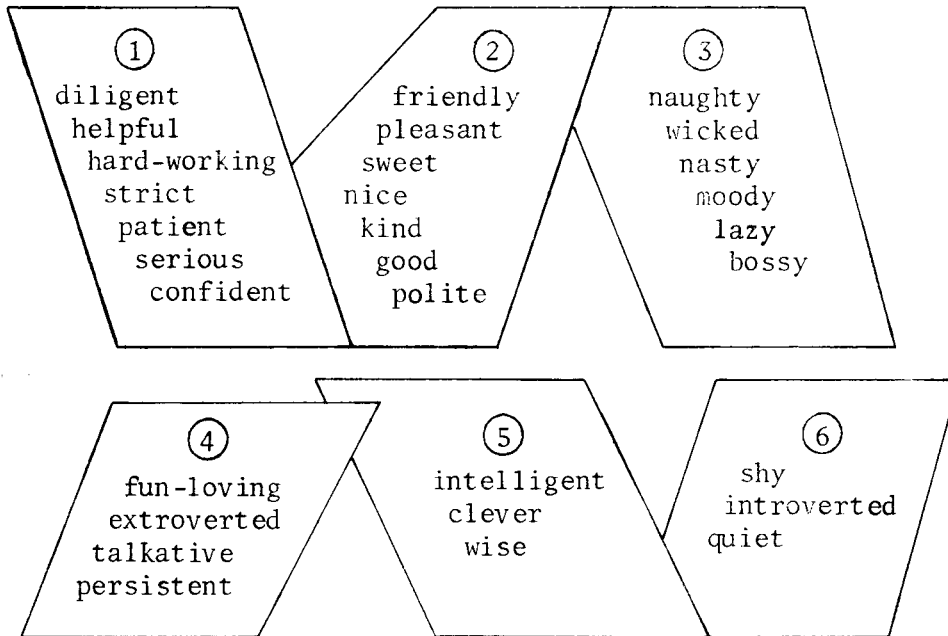 1
diligent
helpful
hard-working
strict
patient
serious
confident
2
friendly
pleasant
sweet
nice
kind
good
polite
3
naughty
wicked
nasty
moody
lazy
bossy
4
fun-loving
extroverted
talkative
persistent
5
intelligent
clever
wise
6
shy
introverted
quiet